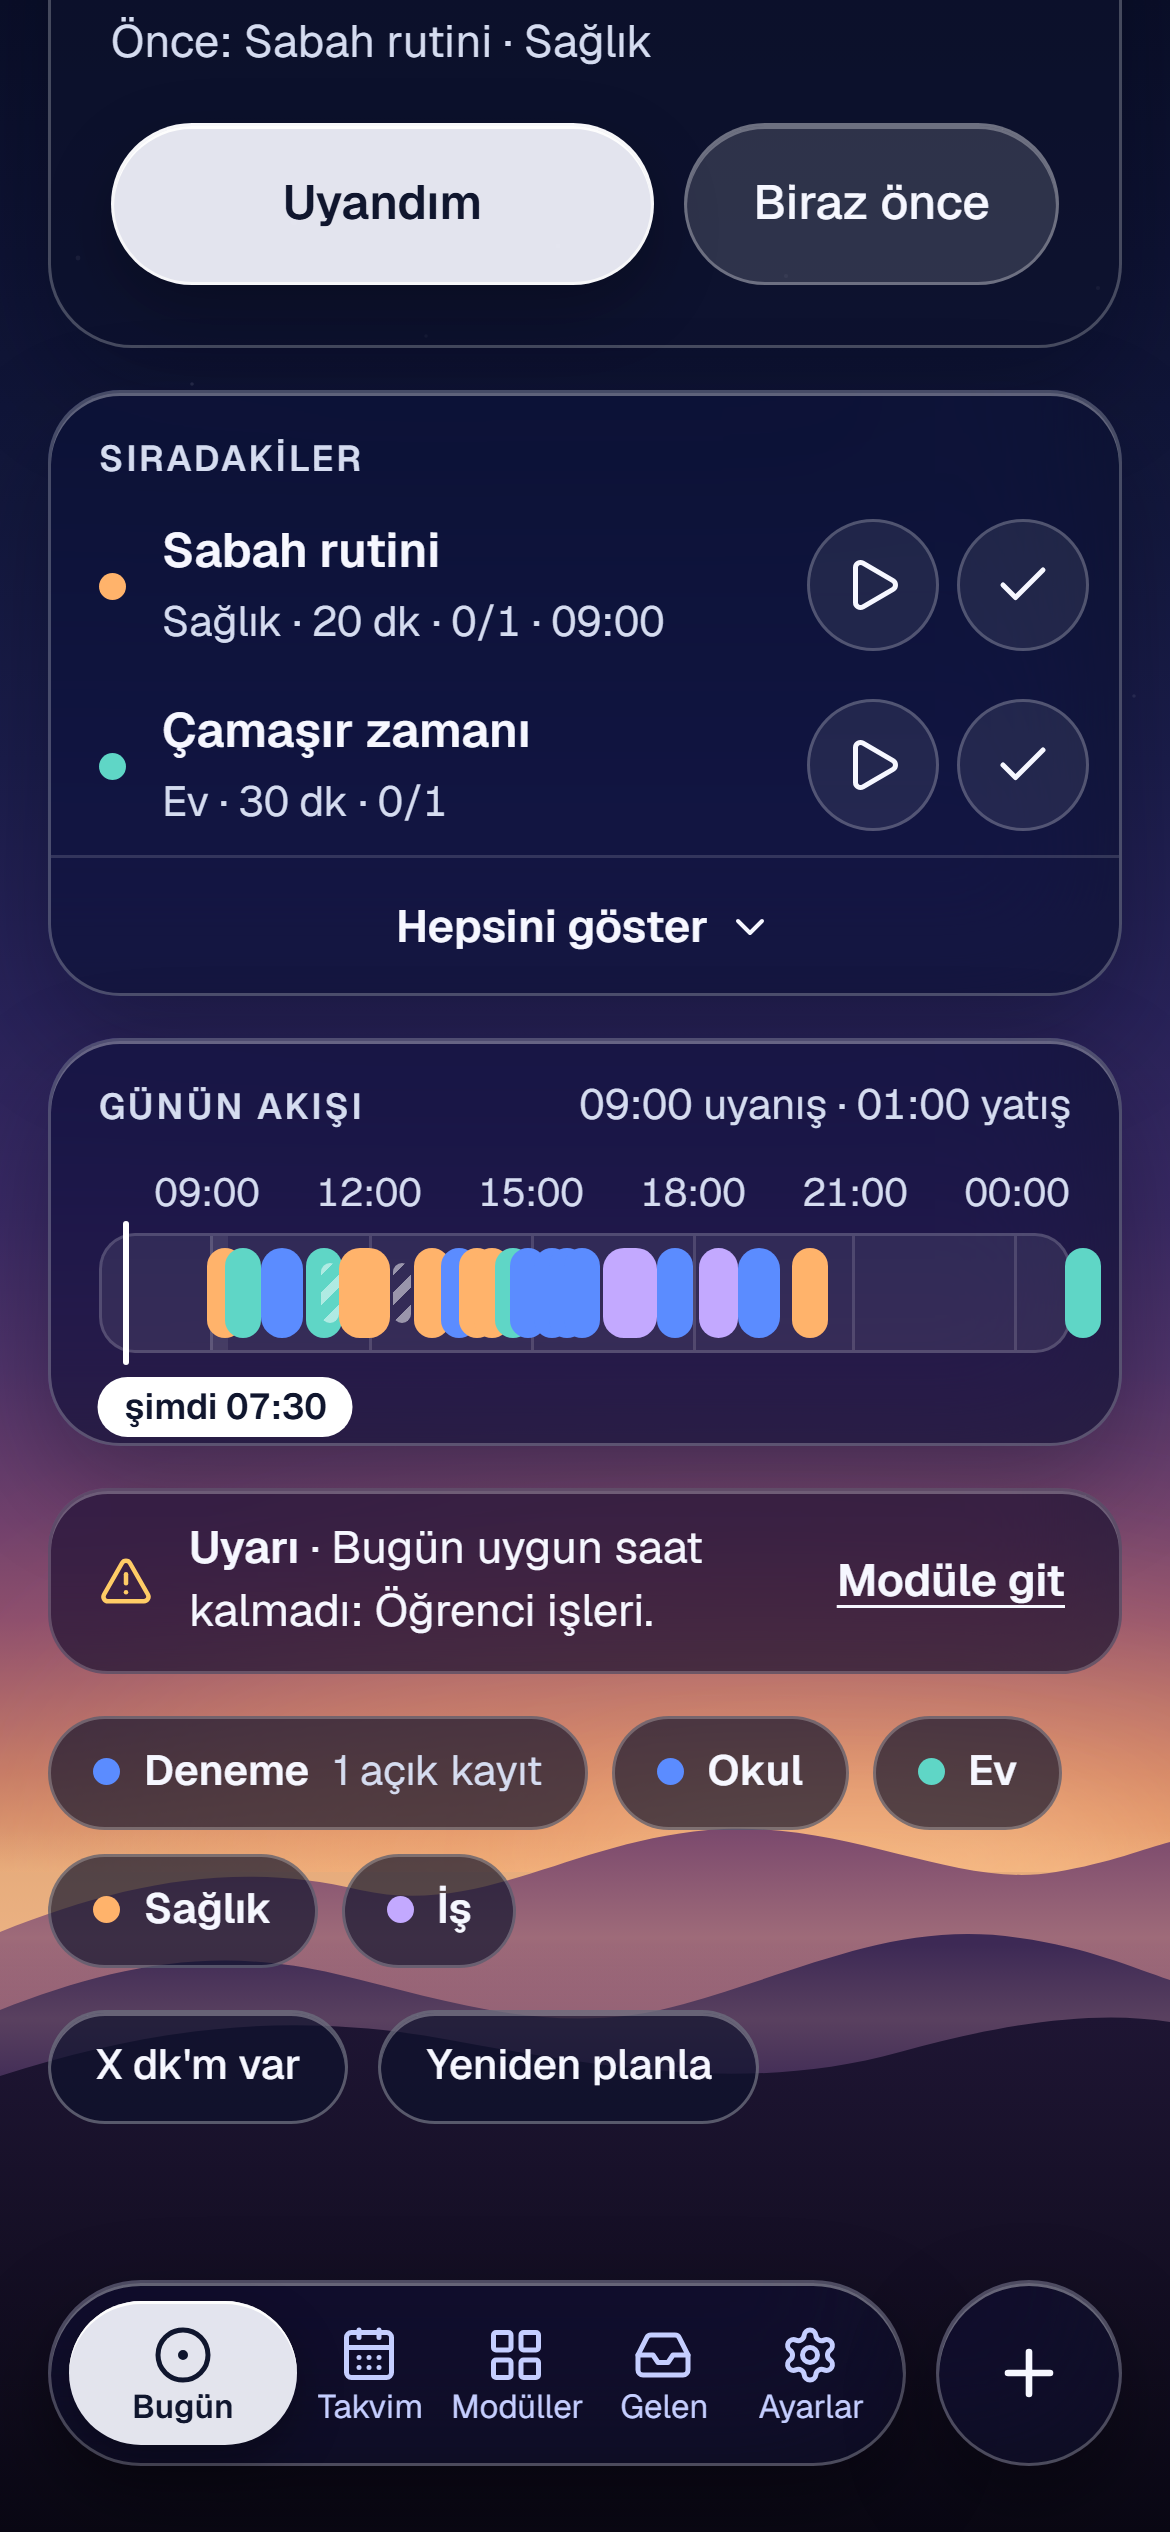 Önce: Sabah rutini · Sağlık
Uyandım
Biraz önce
SIRADAKİLER
Sabah rutini
Sağlık · 20 dk · 0/1 · 09:00
Çamaşır zamanı
Ev · 30 dk · 0/1
Hepsini göster
GÜNÜN AKIŞI
09:00 uyanış · 01:00 yatış
09:00 12:00 15:00 18:00 21:00 00:00
şimdi 07:30
Uyarı · Bugün uygun saat
kalmadı: Öğrenci işleri.
Modüle git
Deneme 1 açık kayıt
Okul
Ev
Sağlık
İş
X dk'm var
Yeniden planla
Bugün
Takvim
Modüller
Gelen
Ayarlar